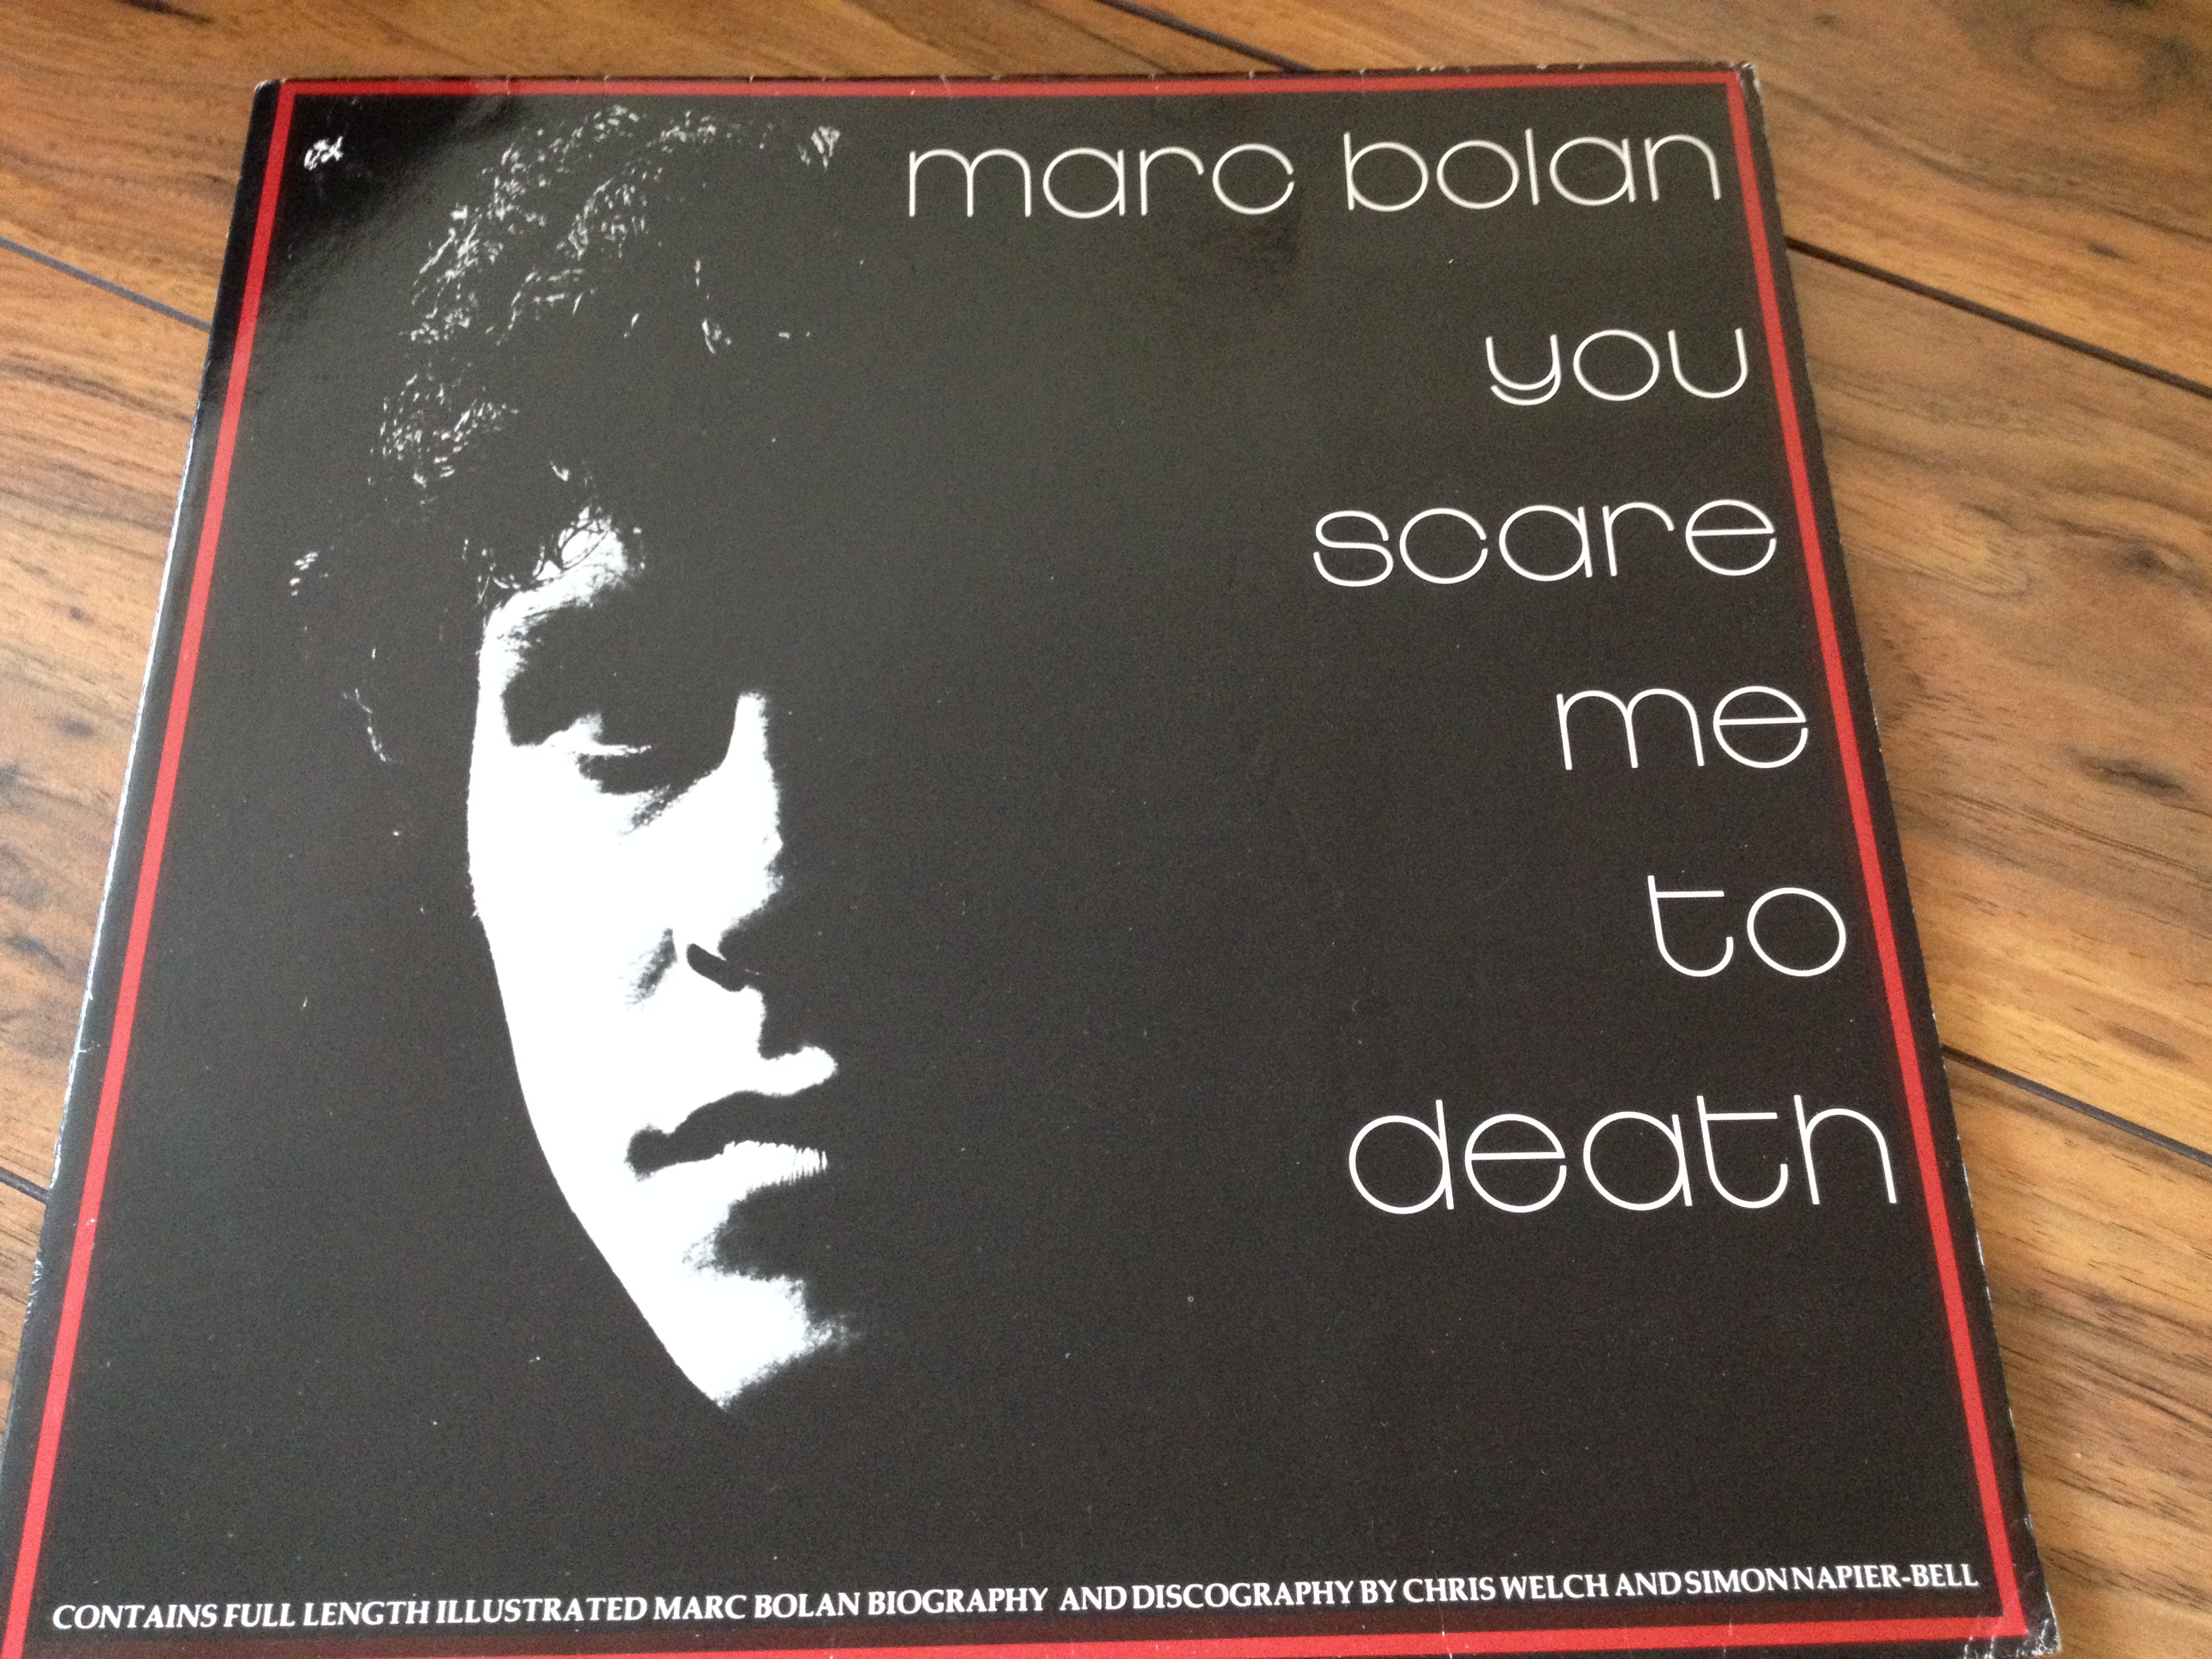 marc bolan
you
scare
me
to
death
CONTAINS FULL LENGTH ILLUSTRATED MARC BOLAN BIOGRAPHY AND DISCOGRAPHY BY CHRIS WELCH AND SIMON NAPIER-BELL